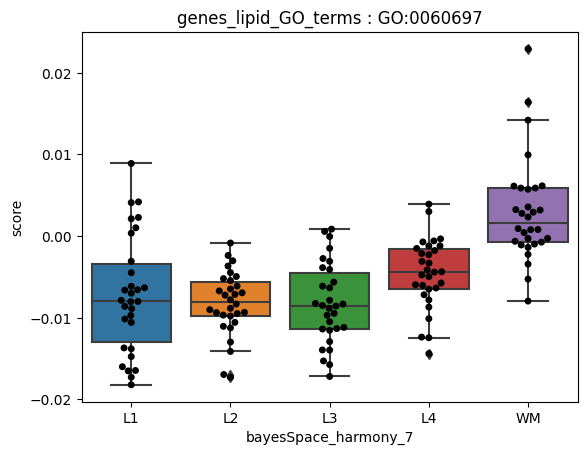 genes_lipid_GO_terms : GO:0060697
0.02
0.01
0.00
−0.01
−0.02
score
L1 L2 L3 L4 WM
bayesSpace_harmony_7